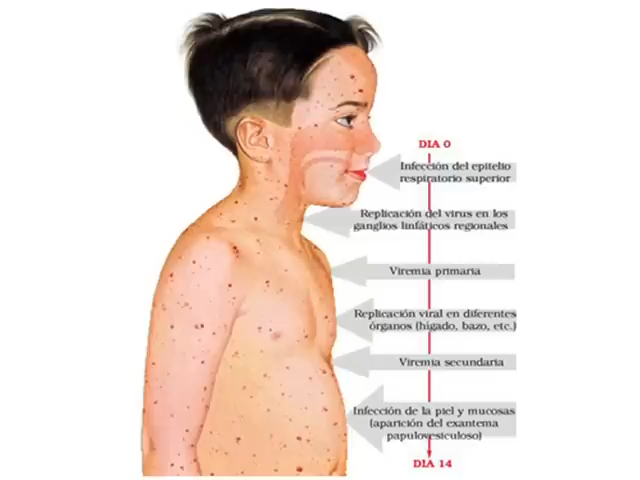 DIA 0
Infección del epitelio
respiratorio superior
Replicación del virus en los
ganglios linfáticos regionales
Viremia primaria
Replicación viral en diferentes
órganos (hígado, bazo, etc.)
Viremia secundaria
Infección de la piel y mucosas
(aparición del exantema
papulovesiculoso)
DIA 14